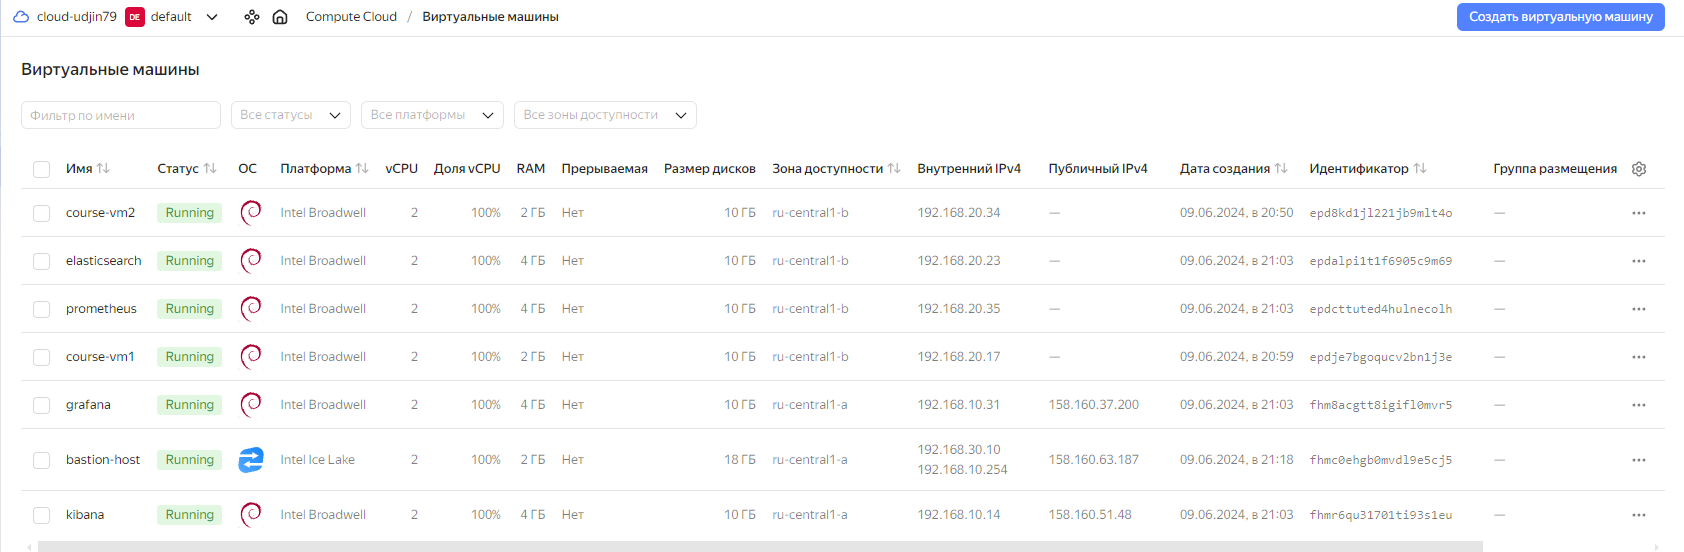 cloud-udjin79 DE default Compute Cloud / Виртуальные машины Создать виртуальную машину
Виртуальные машины
Фильтр по имени Все статусы Все платформы Все зоны доступности
Имя Статус ОС Платформа vCPU Доля vCPU RAM Прерываемая Размер дисков Зона доступности Внутренний IPv4 Публичный IPv4 Дата создания Идентификатор Группа размещения
course-vm2 Running Intel Broadwell 2 100% 2 ГБ Нет 10 ГБ ru-central1-b 192.168.20.34 — 09.06.2024, в 20:50 epd8kd1jl221jb9mlt4o —
elasticsearch Running Intel Broadwell 2 100% 4 ГБ Нет 10 ГБ ru-central1-b 192.168.20.23 — 09.06.2024, в 21:03 epdalpi1t1f6905c9m69 —
prometheus Running Intel Broadwell 2 100% 4 ГБ Нет 10 ГБ ru-central1-b 192.168.20.35 — 09.06.2024, в 21:03 epdcttuted4hulnecolh —
course-vm1 Running Intel Broadwell 2 100% 2 ГБ Нет 10 ГБ ru-central1-b 192.168.20.17 — 09.06.2024, в 20:59 epdje7bgoqucv2bn1j3e —
grafana Running Intel Broadwell 2 100% 4 ГБ Нет 10 ГБ ru-central1-a 192.168.10.31 158.160.37.200 09.06.2024, в 21:03 fhm8acgtt8igifl0mvr5 —
bastion-host Running Intel Ice Lake 2 100% 2 ГБ Нет 18 ГБ ru-central1-a 192.168.30.10 158.160.63.187 09.06.2024, в 21:18 fhmc0ehgb0mvdl9e5cj5 —
192.168.10.254
kibana Running Intel Broadwell 2 100% 4 ГБ Нет 10 ГБ ru-central1-a 192.168.10.14 158.160.51.48 09.06.2024, в 21:03 fhmr6qu31701ti93s1eu —